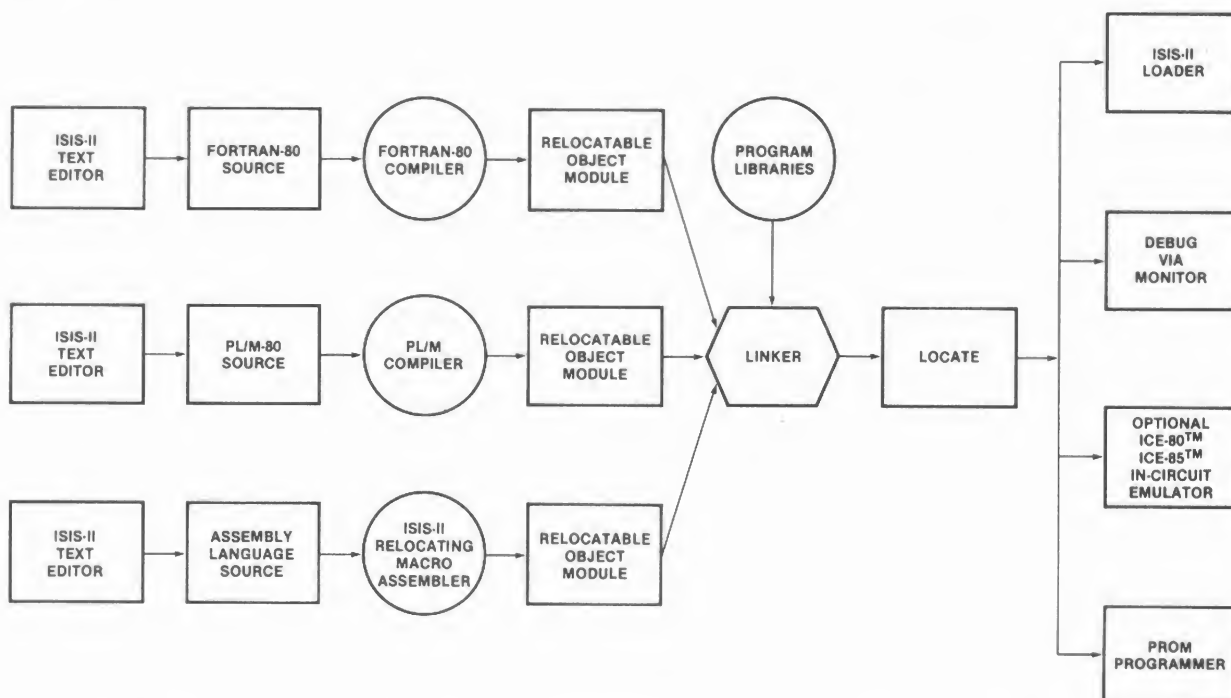 ISIS-II
LOADER
ISIS-II
TEXT
EDITOR
FORTRAN-80
SOURCE
FORTRAN-80
COMPILER
RELOCATABLE
OBJECT
MODULE
PROGRAM
LIBRARIES
DEBUG
VIA
MONITOR
ISIS-II
TEXT
EDITOR
PL/M-80
SOURCE
PL/M
COMPILER
RELOCATABLE
OBJECT
MODULE
LINKER
LOCATE
OPTIONAL
ICE-80™
ICE-85™
IN-CIRCUIT
EMULATOR
ISIS-II
TEXT
EDITOR
ASSEMBLY
LANGUAGE
SOURCE
ISIS-II
RELOCATING
MACRO
ASSEMBLER
RELOCATABLE
OBJECT
MODULE
PROM
PROGRAMMER